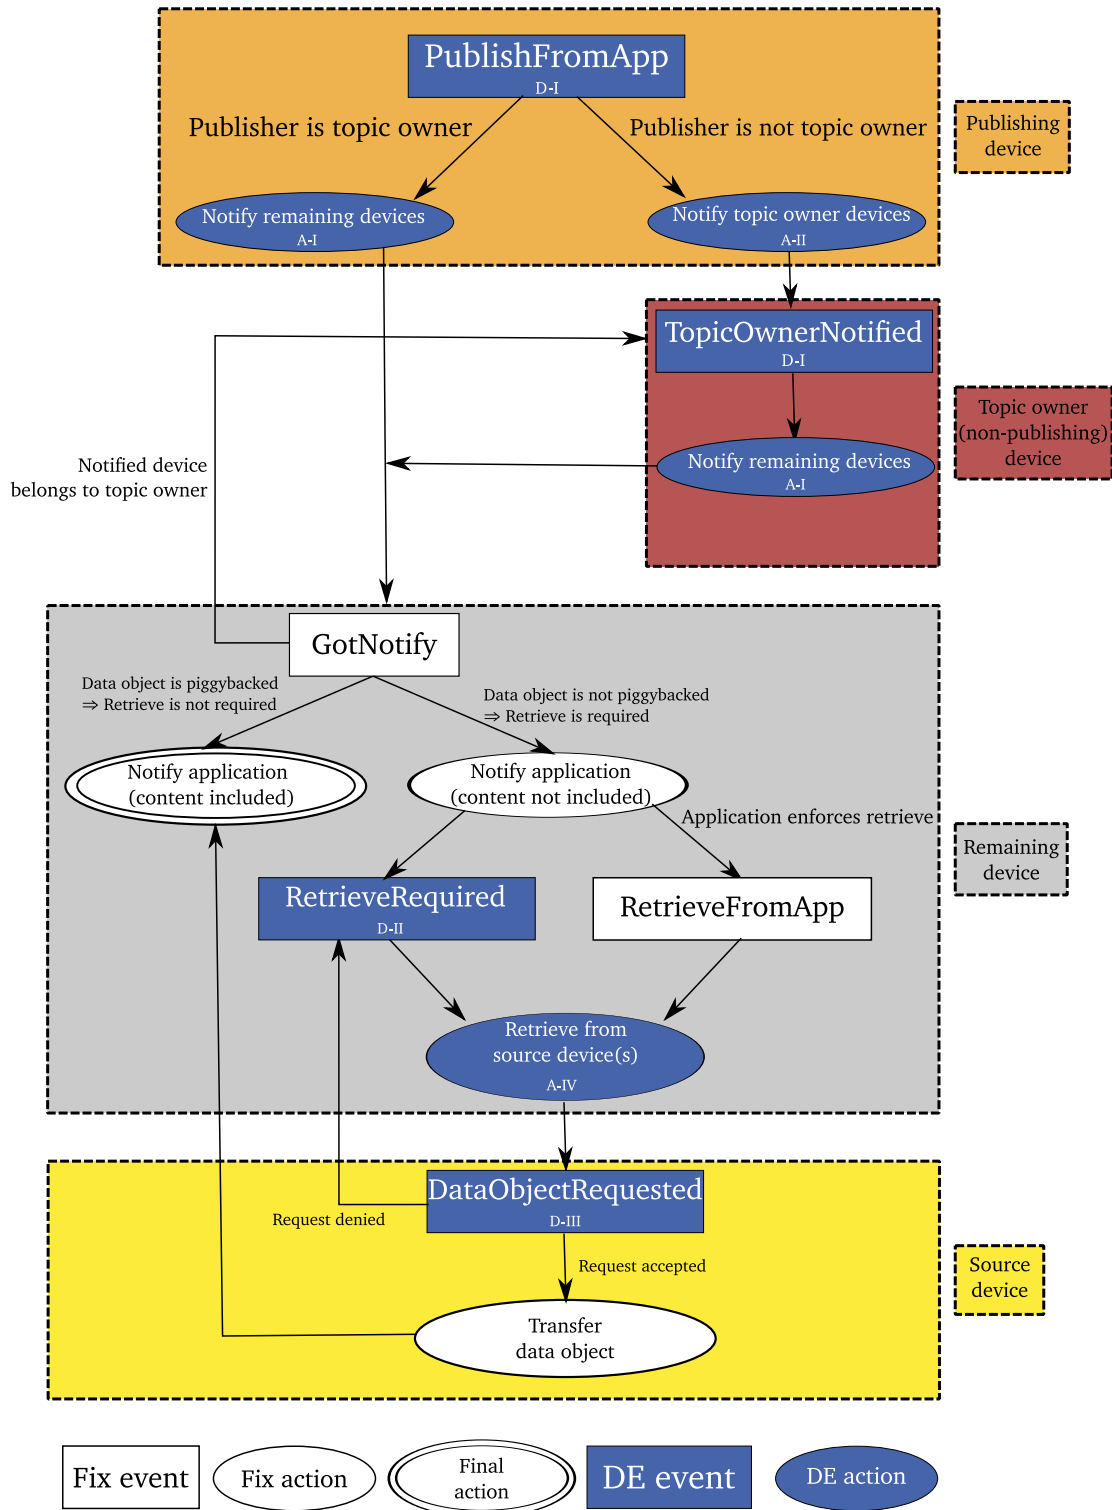 PublishFromApp
D-I
Publisher is topic owner
Publisher is not topic owner
Publishing
device
Notify remaining devices
A-I
Notify topic owner devices
A-II
TopicOwnerNotified
D-I
Topic owner
(non-publishing)
device
Notify remaining devices
A-I
Notified device
belongs to topic owner
GotNotify
Data object is piggybacked
⇒ Retrieve is not required
Data object is not piggybacked
⇒ Retrieve is required
Notify application
(content included)
Notify application
(content not included)
Application enforces retrieve
Remaining
device
RetrieveRequired
D-II
RetrieveFromApp
Retrieve from
source device(s)
A-IV
DataObjectRequested
D-III
Request denied
Request accepted
Source
device
Transfer
data object
Fix event
Fix action
Final
action
DE event
DE action